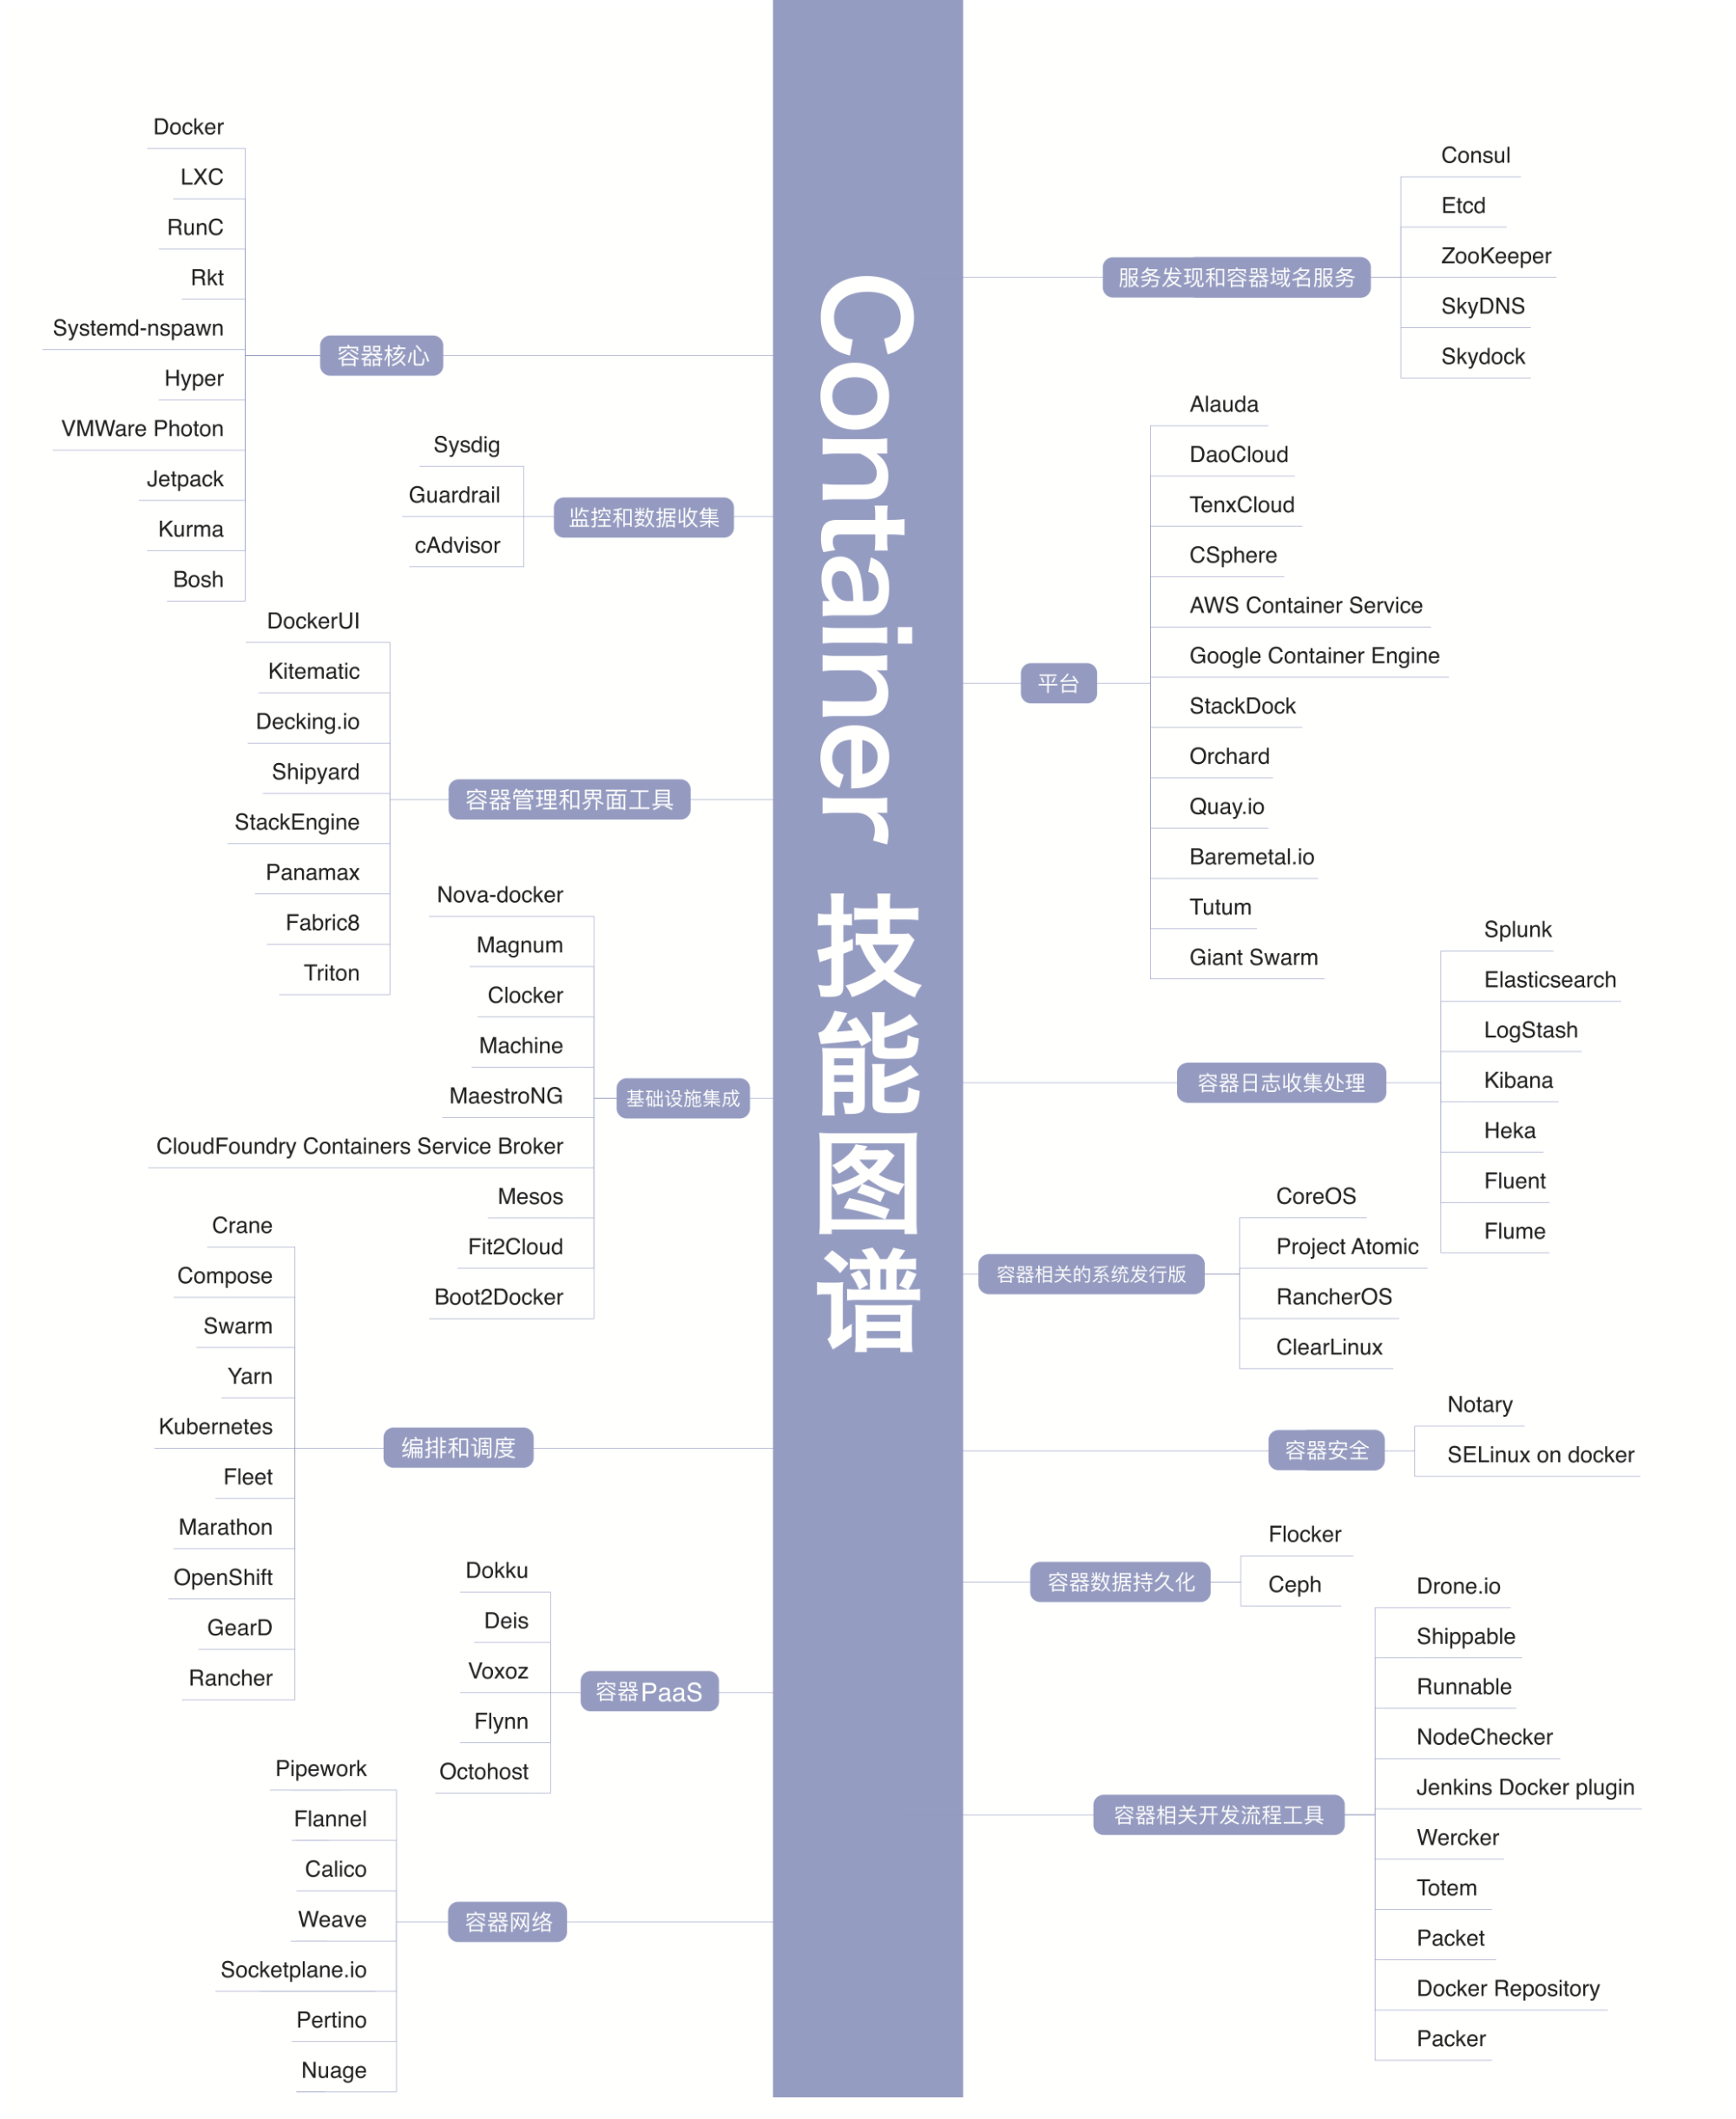 Container 技能图谱
容器核心
Docker
LXC
RunC
Rkt
Systemd-nspawn
Hyper
VMWare Photon
Jetpack
Kurma
Bosh
监控和数据收集
Sysdig
Guardrail
cAdvisor
容器管理和界面工具
DockerUI
Kitematic
Decking.io
Shipyard
StackEngine
Panamax
Fabric8
Triton
基础设施集成
Nova-docker
Magnum
Clocker
Machine
MaestroNG
CloudFoundry Containers Service Broker
Mesos
Fit2Cloud
Boot2Docker
编排和调度
Crane
Compose
Swarm
Yarn
Kubernetes
Fleet
Marathon
OpenShift
GearD
Rancher
容器PaaS
Dokku
Deis
Voxoz
Flynn
Octohost
容器网络
Pipework
Flannel
Calico
Weave
Socketplane.io
Pertino
Nuage
服务发现和容器域名服务
Consul
Etcd
ZooKeeper
SkyDNS
Skydock
平台
Alauda
DaoCloud
TenxCloud
CSphere
AWS Container Service
Google Container Engine
StackDock
Orchard
Quay.io
Baremetal.io
Tutum
Giant Swarm
容器日志收集处理
Splunk
Elasticsearch
LogStash
Kibana
Heka
Fluent
Flume
容器相关的系统发行版
CoreOS
Project Atomic
RancherOS
ClearLinux
容器安全
Notary
SELinux on docker
容器数据持久化
Flocker
Ceph
容器相关开发流程工具
Drone.io
Shippable
Runnable
NodeChecker
Jenkins Docker plugin
Wercker
Totem
Packet
Docker Repository
Packer